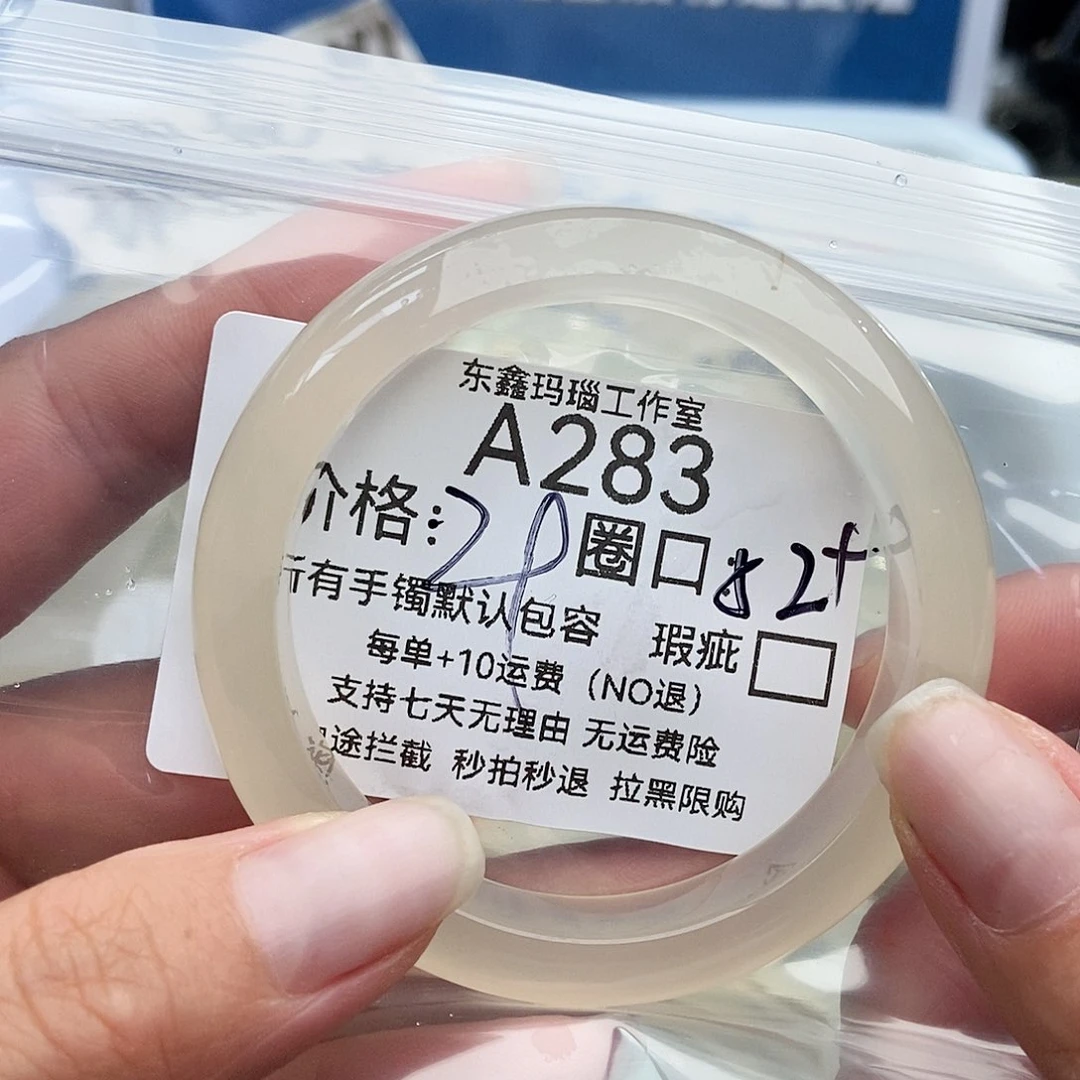 东鑫玛瑙工作室
A283
价格: 圈口:
所有手镯默认包容 瑕疵
每单+10运费（NO退）
支持七天无理由 无运费险
途拦截 秒拍秒退 拉黑限购